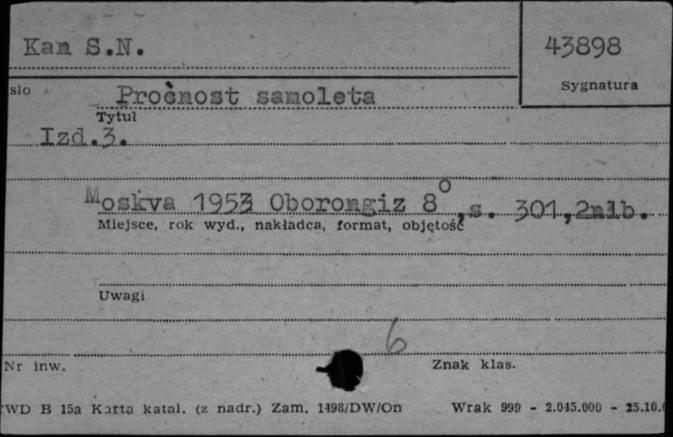 Kan S.N.
43898
Sygnatura
sło
Proènost samoleta
Tytuł
Izd.3.
Moskva 1953 Oborongiz 8°, s. 301,2nlb.
Miejsce, rok wyd., nakładca, format, objętość
Uwagi
6
Nr inw.
Znak klas.
WD B 15a Karta katal. (z nadr.) Zam. 1498/DW/On Wrak 999 - 2.045.000 - 25.10.